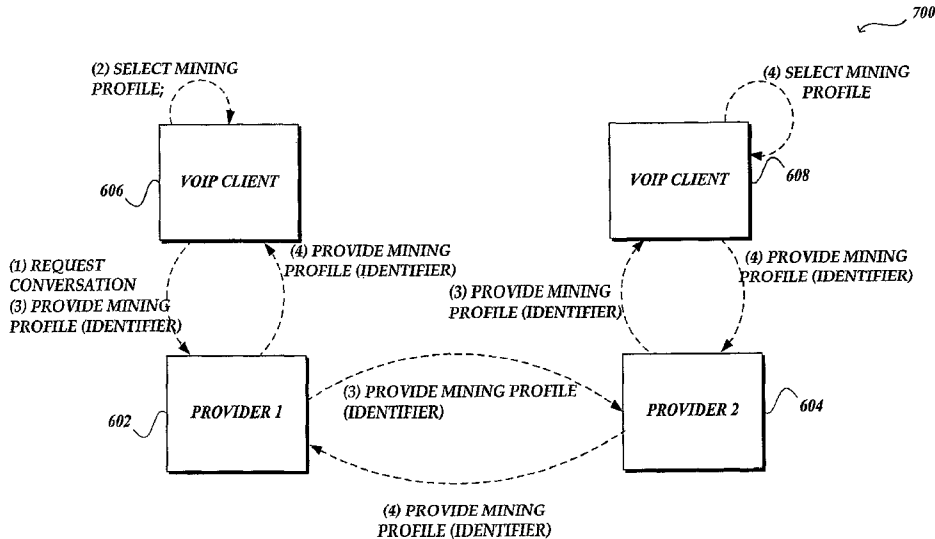 700
(2) SELECT MINING
PROFILE;
(4) SELECT MINING
PROFILE
VOIP CLIENT
606
VOIP CLIENT
608
(1) REQUEST
CONVERSATION
(3) PROVIDE MINING
PROFILE (IDENTIFIER)
(4) PROVIDE MINING
PROFILE (IDENTIFIER)
(3) PROVIDE MINING
PROFILE (IDENTIFIER)
(4) PROVIDE MINING
PROFILE (IDENTIFIER)
602
PROVIDER 1
(3) PROVIDE MINING PROFILE
(IDENTIFIER)
PROVIDER 2
604
(4) PROVIDE MINING
PROFILE (IDENTIFIER)